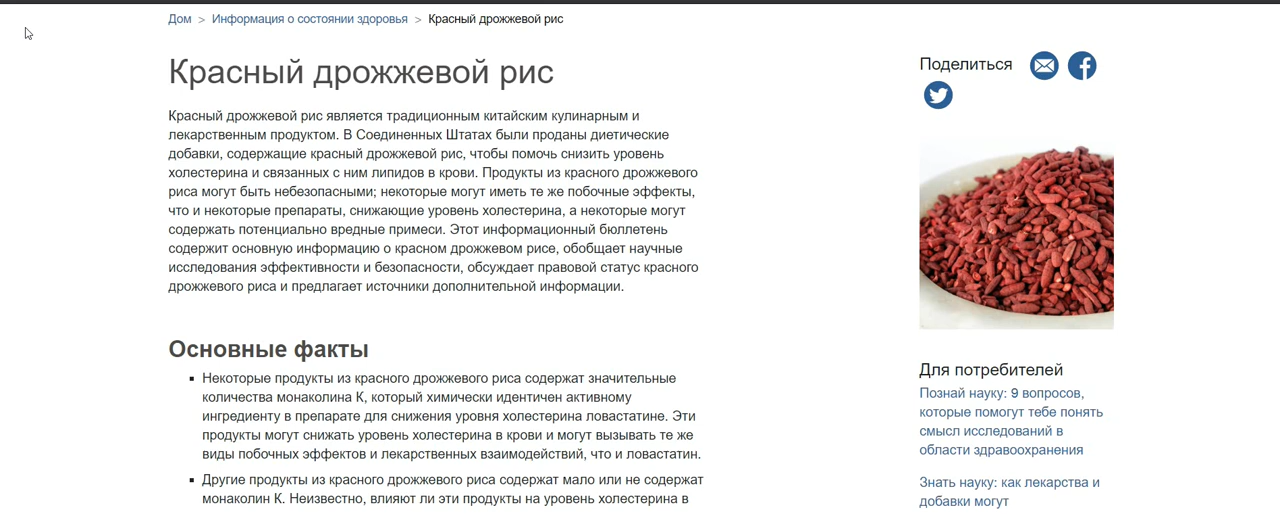 Дом > Информация о состоянии здоровья > Красный дрожжевой рис
Красный дрожжевой рис
Красный дрожжевой рис является традиционным китайским кулинарным и
лекарственным продуктом. В Соединенных Штатах были проданы диетические
добавки, содержащие красный дрожжевой рис, чтобы помочь снизить уровень
холестерина и связанных с ним липидов в крови. Продукты из красного дрожжевого
риса могут быть небезопасными; некоторые могут иметь те же побочные эффекты,
что и некоторые препараты, снижающие уровень холестерина, а некоторые могут
содержать потенциально вредные примеси. Этот информационный бюллетень
содержит основную информацию о красном дрожжевом рисе, обобщает научные
исследования эффективности и безопасности, обсуждает правовой статус красного
дрожжевого риса и предлагает источники дополнительной информации.
Основные факты
▪ Некоторые продукты из красного дрожжевого риса содержат значительные
количества монаколина К, который химически идентичен активному
ингредиенту в препарате для снижения уровня холестерина ловастатине. Эти
продукты могут снижать уровень холестерина в крови и могут вызывать те же
виды побочных эффектов и лекарственных взаимодействий, что и ловастатин.
▪ Другие продукты из красного дрожжевого риса содержат мало или не содержат
монаколин К. Неизвестно, влияют ли эти продукты на уровень холестерина в
Поделиться
Для потребителей
Познай науку: 9 вопросов,
которые помогут тебе понять
смысл исследований в
области здравоохранения
Знать науку: как лекарства и
добавки могут